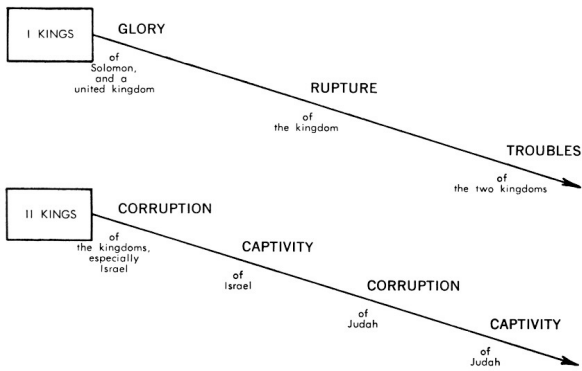 I KINGS
GLORY
of
Solomon,
and a
united kingdom
RUPTURE
of
the kingdom
TROUBLES
of
the two kingdoms
II KINGS
CORRUPTION
of
the kingdoms,
especially
Israel
CAPTIVITY
of
Israel
CORRUPTION
of
Judah
CAPTIVITY
of
Judah